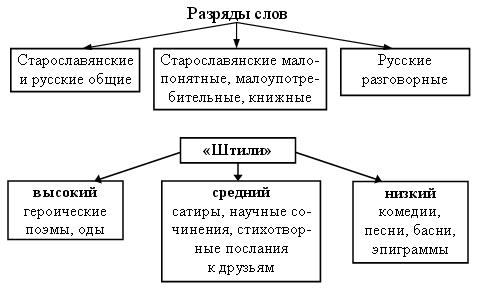 Разряды слов
Старославянские
и русские общие
Старославянские мало-
понятные, малоупотре-
бительные, книжные
Русские
разговорные
«Штили»
высокий
героические
поэмы, оды
средний
сатиры, научные со-
чинения, стихотвор-
ные послания
к друзьям
низкий
комедии,
песни, басни,
эпиграммы